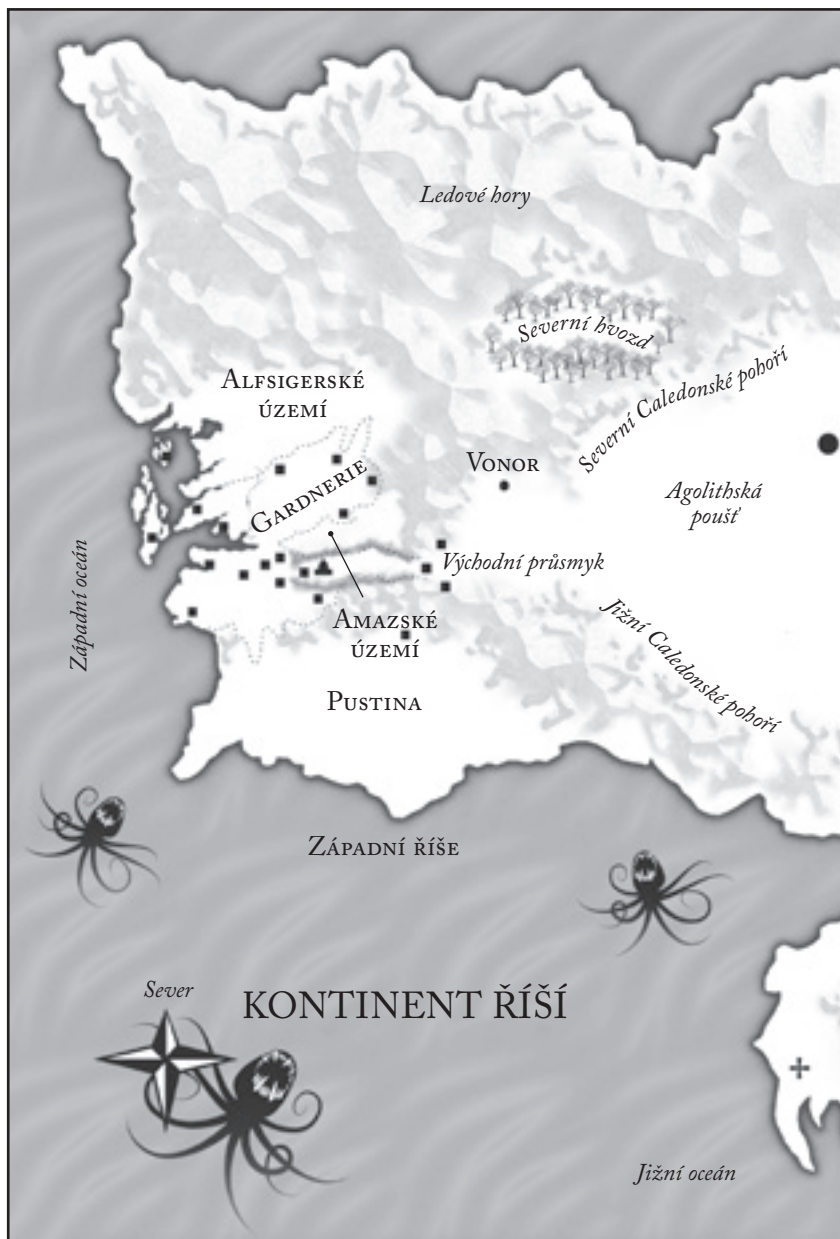 Ledové hory
Severní hvozd
Severní Caledonské pohoří
Alfsigerské
území
Vonor
Gardnerie
Agolithská
poušť
Východní průsmyk
Západní oceán
Amazské
území
Jižní Caledonské pohoří
Pustina
Západní říše
Sever
KONTINENT ŘÍŠÍ
Jižní oceán